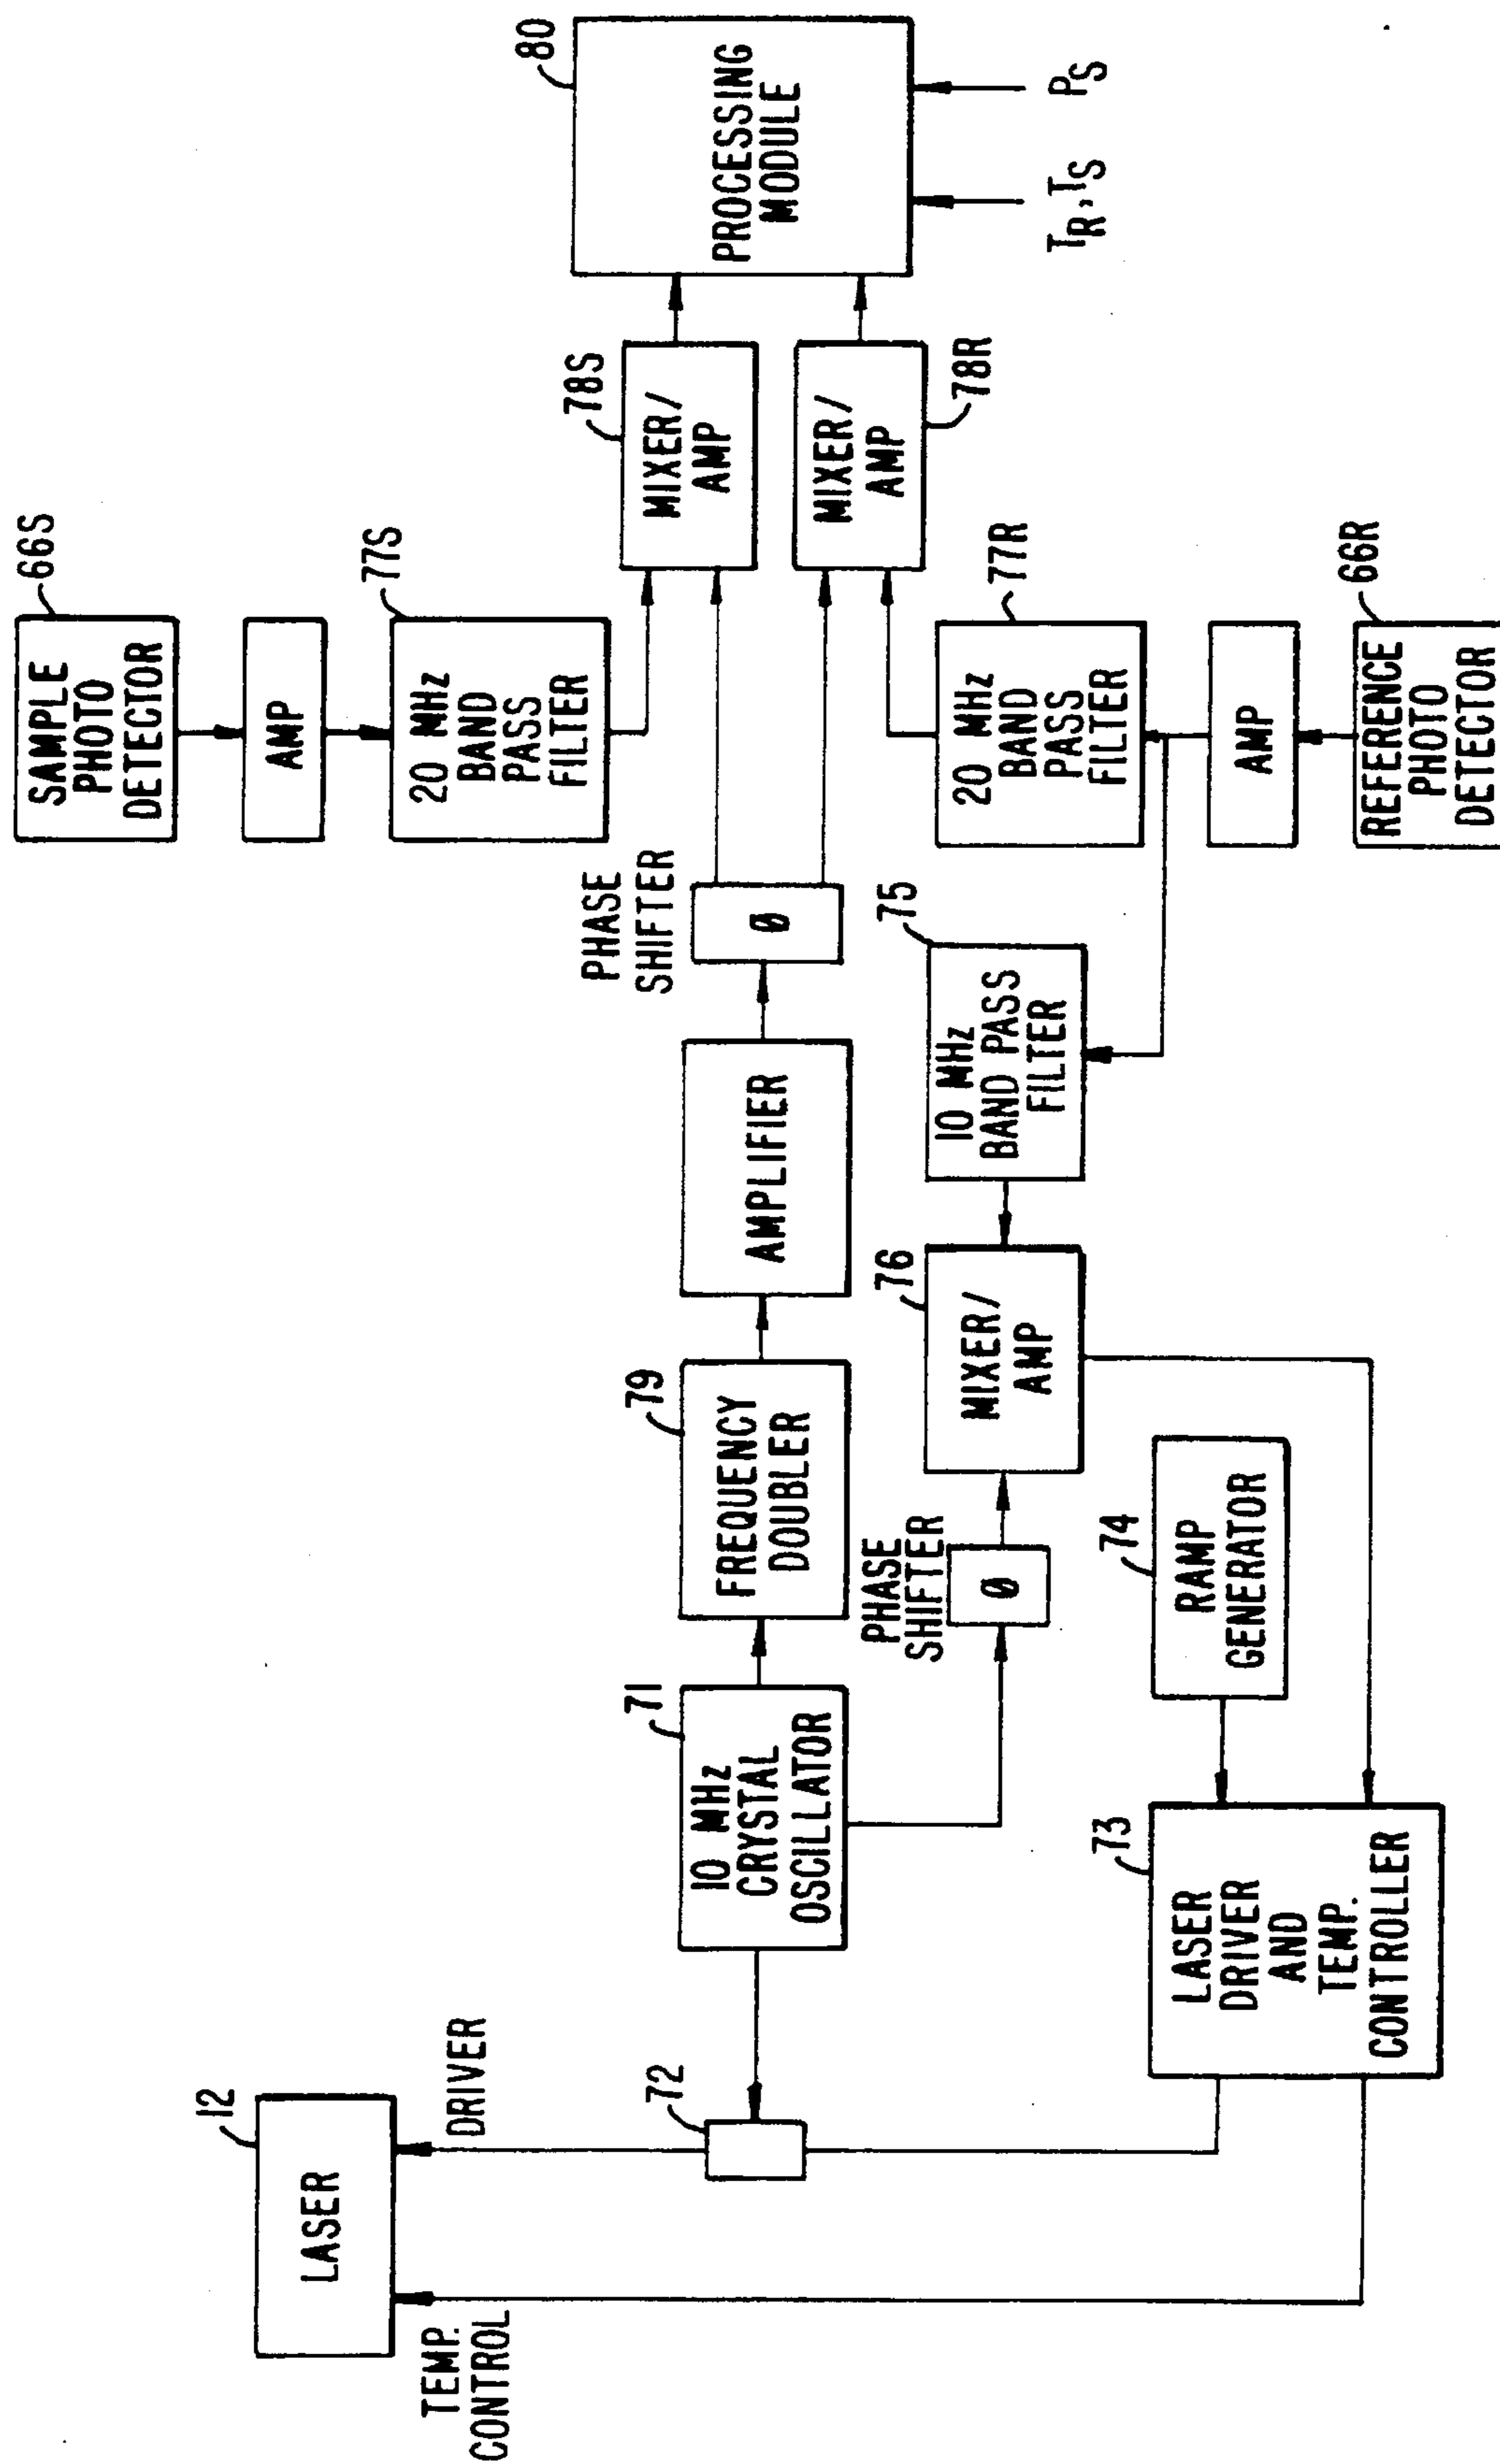 12
LASER
TEMP.
CONTROL
DRIVER
72
71
10 MHz
CRYSTAL
OSCILLATOR
79
FREQUENCY
DOUBLER
AMPLIFIER
PHASE
SHIFTER
Ø
66S
SAMPLE
PHOTO
DETECTOR
AMP
77S
20 MHz
BAND
PASS
FILTER
78S
MIXER/
AMP
80
PROCESSING
MODULE
TR,TS
PS
MIXER/
AMP
78R
77R
20 MHz
BAND
PASS
FILTER
AMP
66R
REFERENCE
PHOTO
DETECTOR
75
10 MHz
BAND PASS
FILTER
76
MIXER/
AMP
PHASE
SHIFTER
Ø
74
RAMP
GENERATOR
73
LASER
DRIVER
AND
TEMP.
CONTROLLER